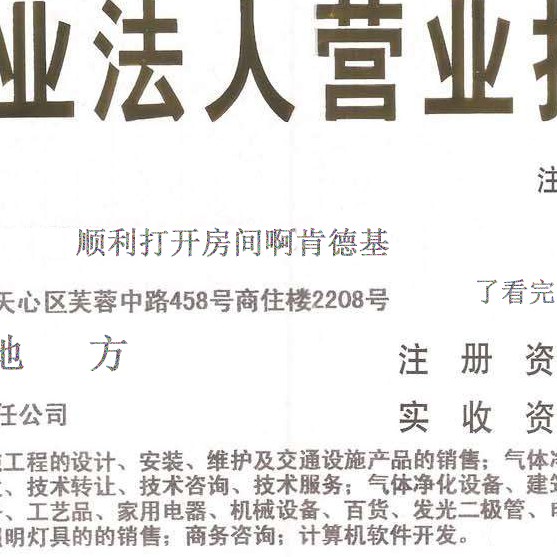 业法人营业执
注
顺利打开房间啊肯德基
天心区芙蓉中路458号商住楼2208号
了看完
地 方
注 册 资
任公司
实 收 资
工程的设计、安装、维护及交通设施产品的销售；气体净
、技术转让、技术咨询、技术服务；气体净化设备、建筑
、工艺品、家用电器、机械设备、百货、发光二极管、电
照明灯具的的销售；商务咨询；计算机软件开发。